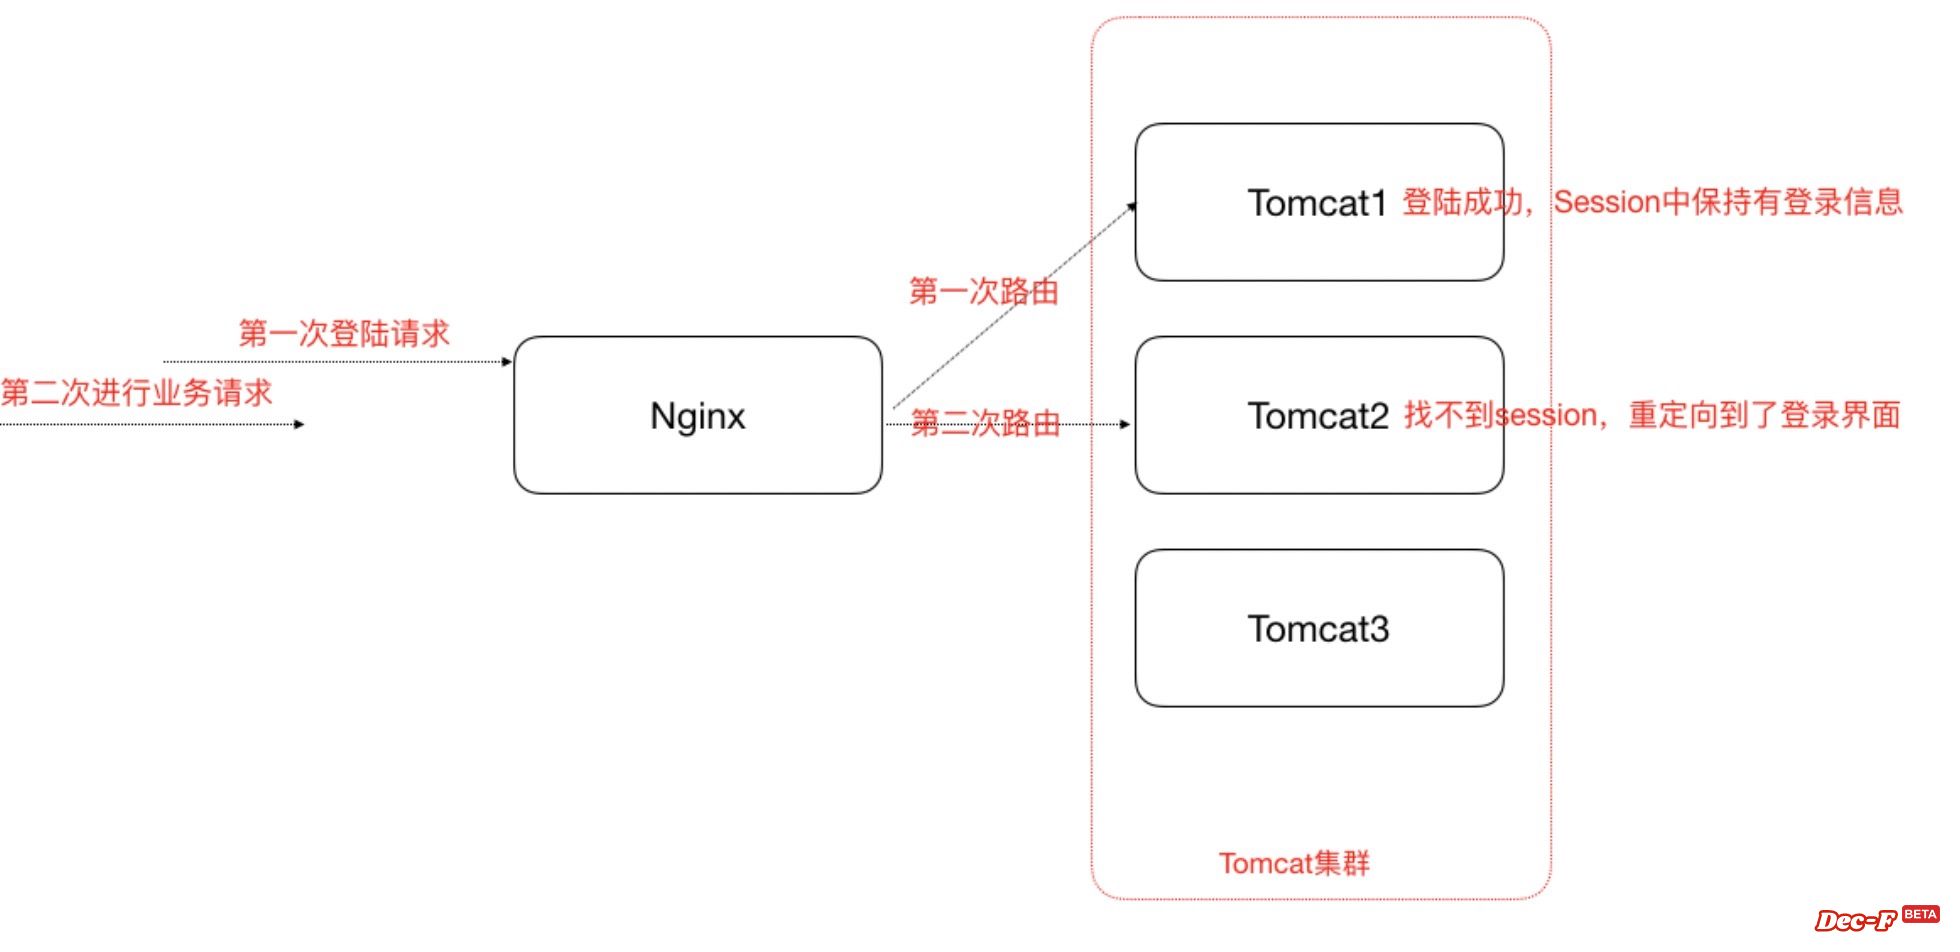 Tomcat1 登陆成功，Session中保持有登录信息
第一次路由
第一次登陆请求
第二次进行业务请求
Nginx
第二次路由
Tomcat2 找不到session，重定向到了登录界面
Tomcat3
Tomcat集群
Dec-F BETA